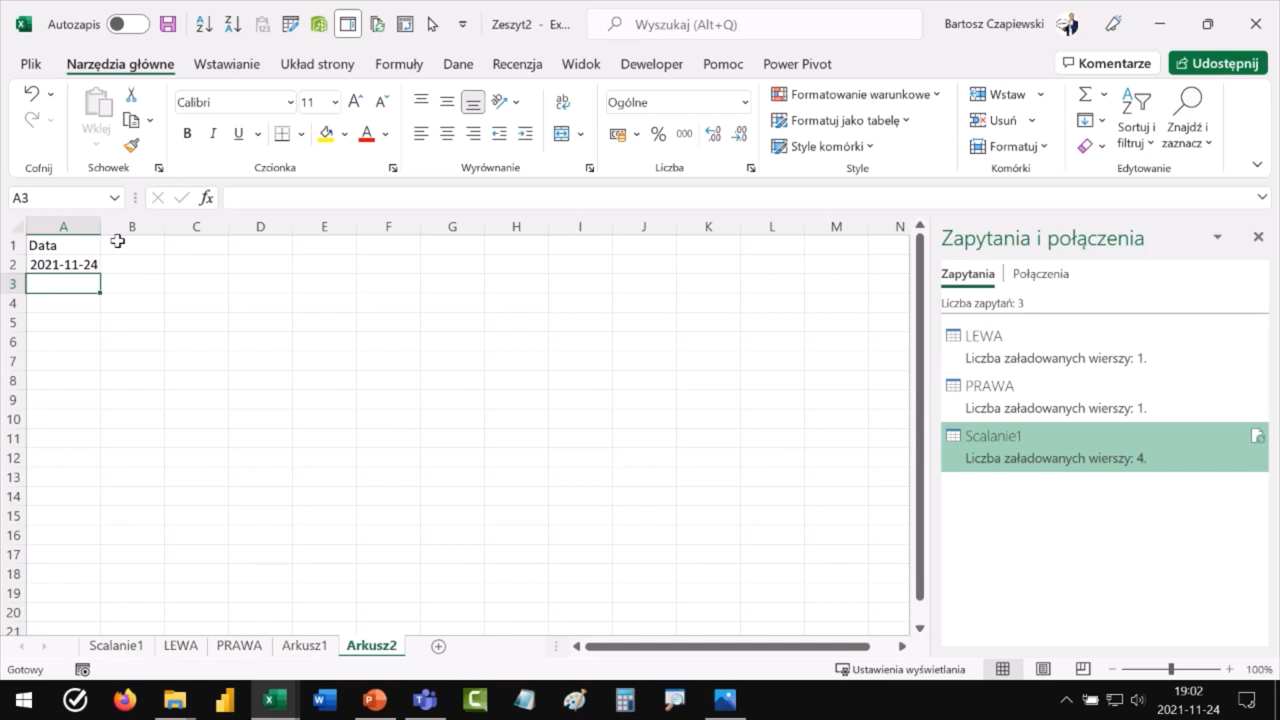 Autozapis
Zeszyt2 - Ex...
Wyszukaj (Alt+Q)
Bartosz Czapiewski
Plik
Narzędzia główne
Wstawianie
Układ strony
Formuły
Dane
Recenzja
Widok
Deweloper
Pomoc
Power Pivot
Komentarze
Udostępnij
Wklej
Calibri
11
Ogólne
Formatowanie warunkowe
Formatuj jako tabelę
Style komórki
Wstaw
Usuń
Formatuj
Sortuj i
filtruj
Znajdź i
zaznacz
Cofnij
Schowek
Czcionka
Wyrównanie
Liczba
Style
Komórki
Edytowanie
A3
fx
A B C D E F G H I J K L M N
1 Data
2 2021-11-24
3
4
5
6
7
8
9
10
11
12
13
14
15
16
17
18
19
20
21
Zapytania i połączenia
Zapytania
Połączenia
Liczba zapytań: 3
LEWA
Liczba załadowanych wierszy: 1.
PRAWA
Liczba załadowanych wierszy: 1.
Scalanie1
Liczba załadowanych wierszy: 4.
Scalanie1
LEWA
PRAWA
Arkusz1
Arkusz2
Gotowy
Ustawienia wyświetlania
100%
19:02
2021-11-24